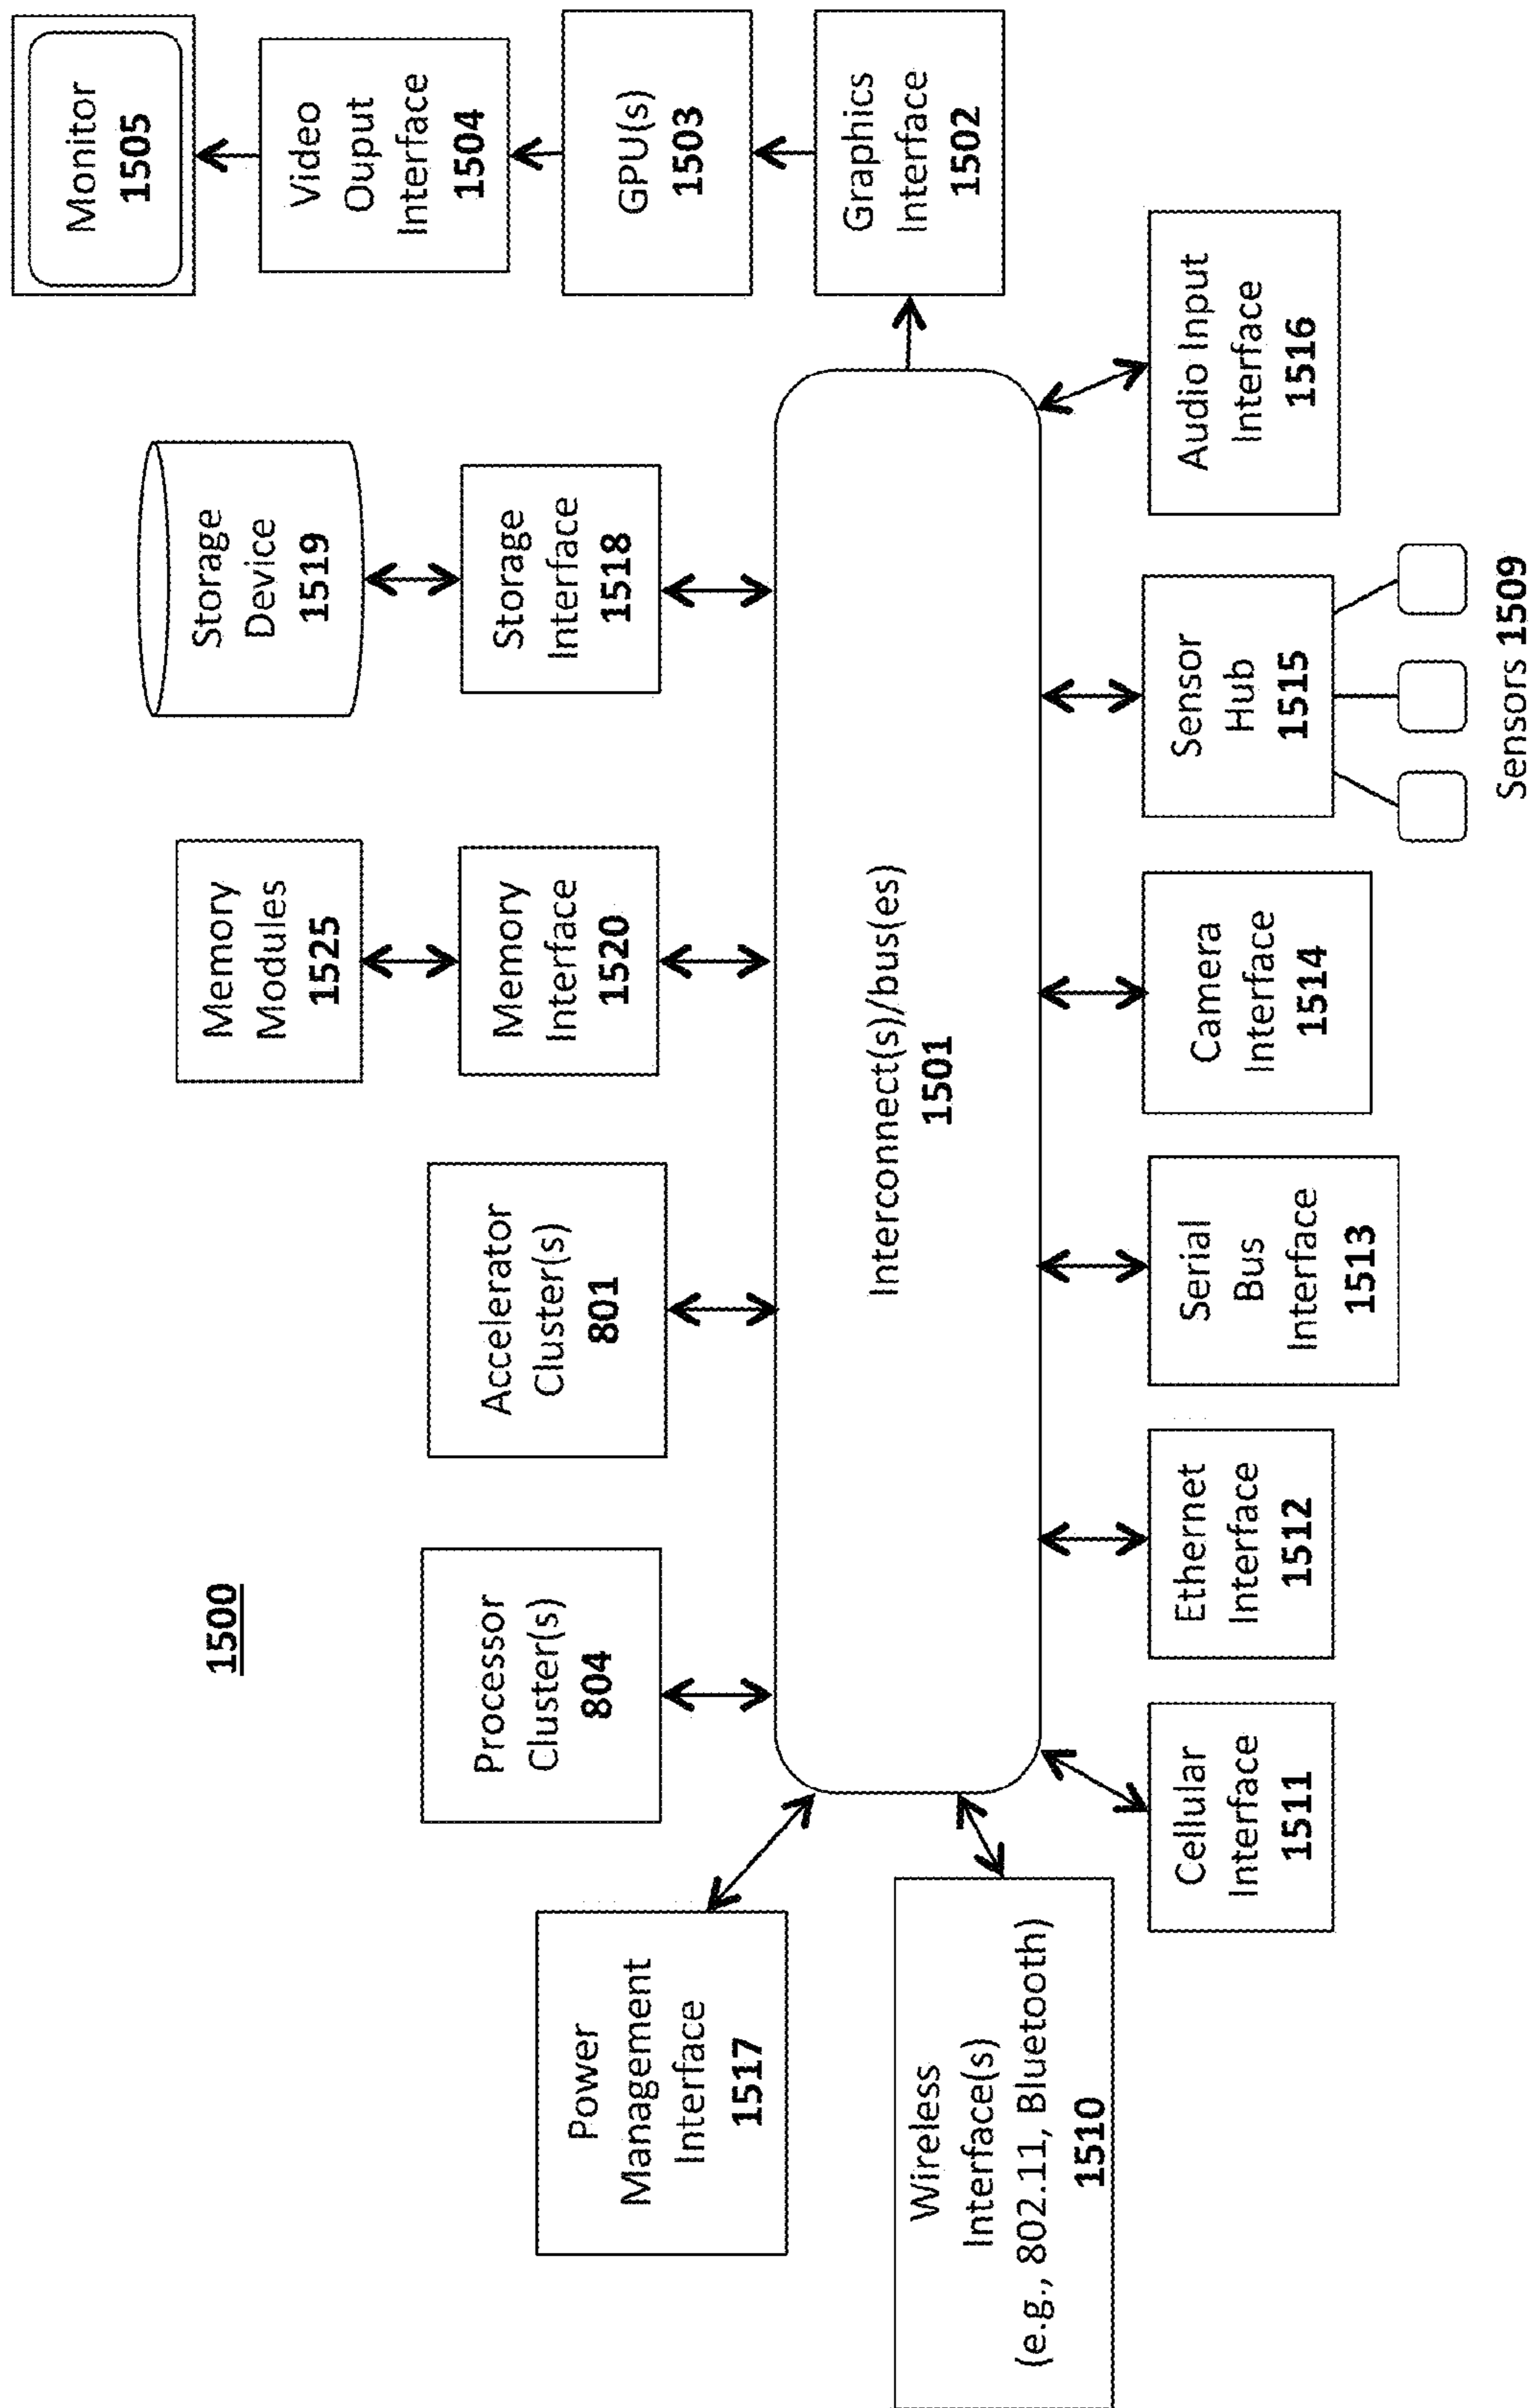 1500
Power
Management
Interface
1517
Processor
Cluster(s)
804
Accelerator
Cluster(s)
801
Memory
Modules
1525
Memory
Interface
1520
Storage
Device
1519
Storage
Interface
1518
Monitor
1505
Video
Ouput
Interface
1504
GPU(s)
1503
Graphics
Interface
1502
Interconnect(s)/bus(es)
1501
Wireless
Interface(s)
(e.g., 802.11, Bluetooth)
1510
Cellular
Interface
1511
Ethernet
Interface
1512
Serial
Bus
Interface
1513
Camera
Interface
1514
Sensor
Hub
1515
Sensors 1509
Audio Input
Interface
1516